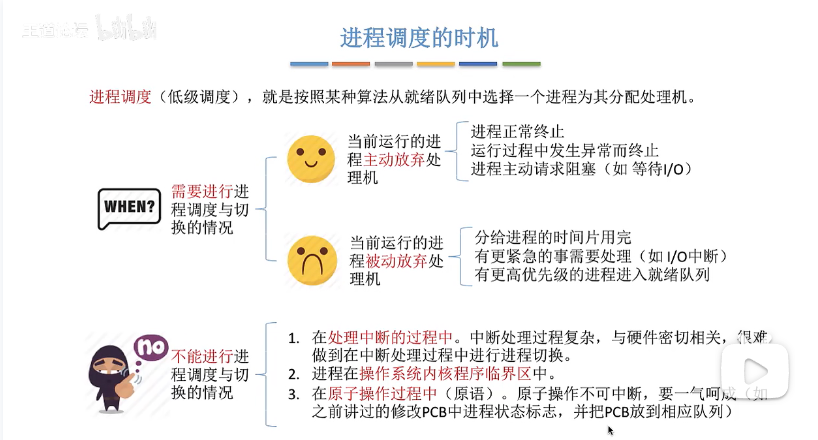 进程调度的时机
进程调度（低级调度），就是按照某种算法从就绪队列中选择一个进程为其分配处理机。
WHEN?
需要进行进
程调度与切
换的情况
当前运行的进
程主动放弃处
理机
进程正常终止
运行过程中发生异常而终止
进程主动请求阻塞（如 等待I/O）
当前运行的进
程被动放弃处
理机
分给进程的时间片用完
有更紧急的事需要处理（如 I/O中断）
有更高优先级的进程进入就绪队列
no
不能进行进
程调度与切
换的情况
1. 在处理中断的过程中。中断处理过程复杂，与硬件密切相关，很难
做到在中断处理过程中进行进程切换。
2. 进程在操作系统内核程序临界区中。
3. 在原子操作过程中（原语）。原子操作不可中断，要一气呵成（如
之前讲过的修改PCB中进程状态标志，并把PCB放到相应队列）